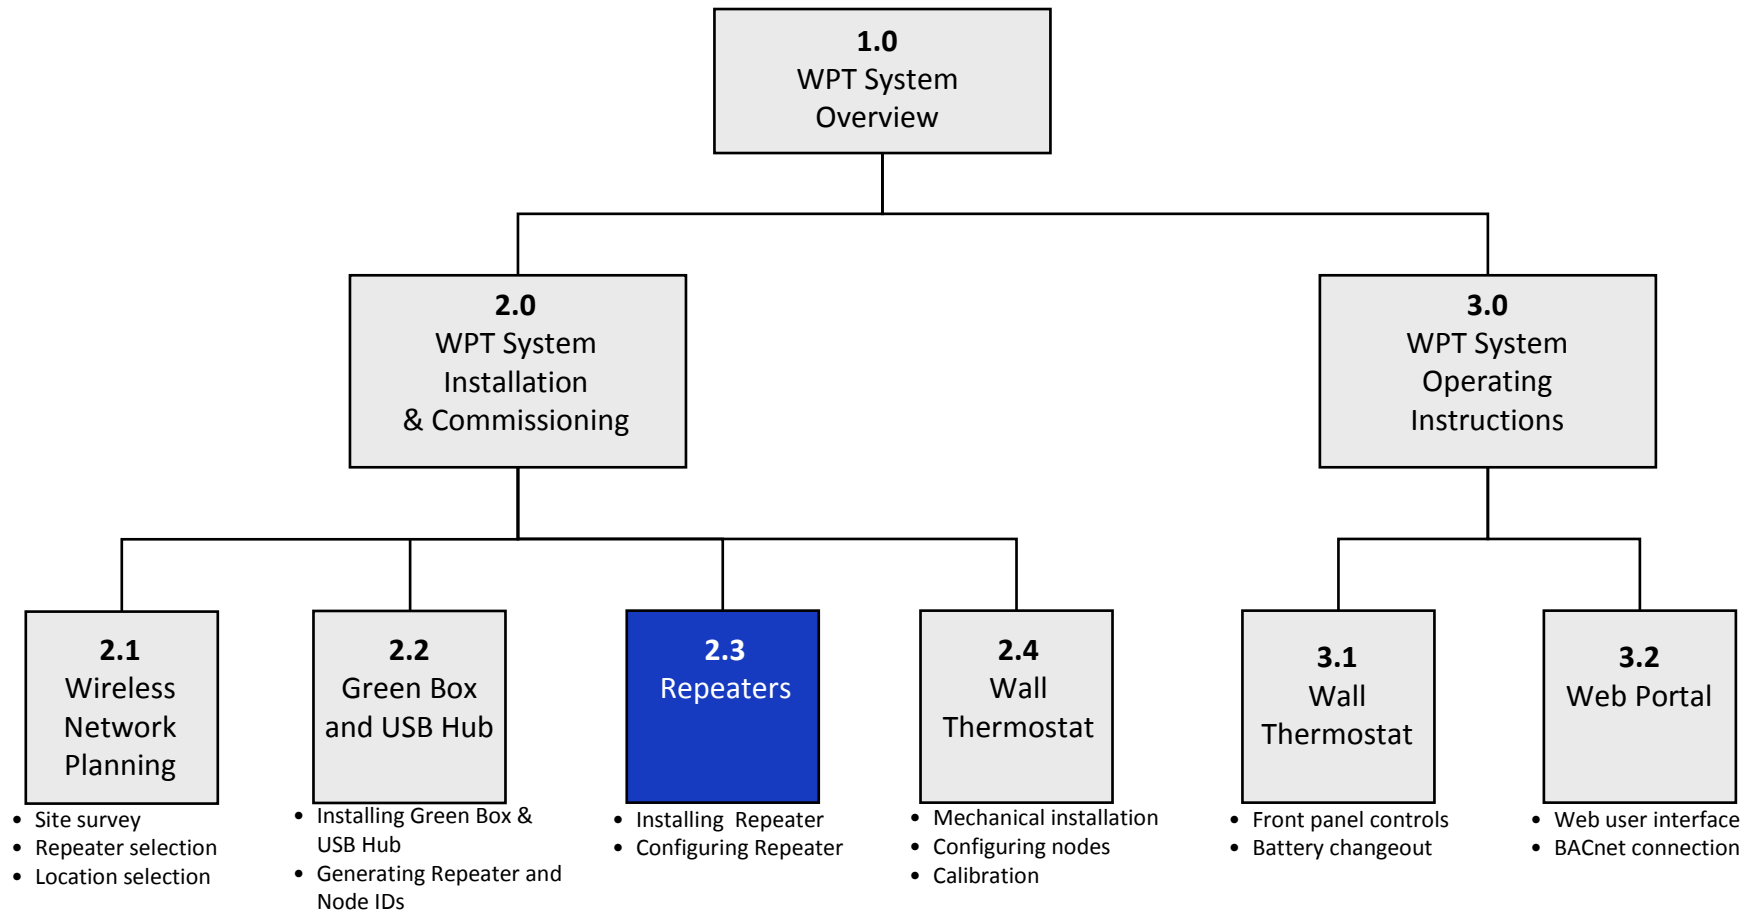 1.0
WPT System
Overview
2.0
WPT System
Installation
& Commissioning
3.0
WPT System
Operating
Instructions
2.1
Wireless
Network
Planning
• Site survey
• Repeater selection
• Location selection
2.2
Green Box
and USB Hub
• Installing Green Box &
USB Hub
• Generating Repeater and
Node IDs
2.3
Repeaters
• Installing Repeater
• Configuring Repeater
2.4
Wall
Thermostat
• Mechanical installation
• Configuring nodes
• Calibration
3.1
Wall
Thermostat
• Front panel controls
• Battery changeout
3.2
Web Portal
• Web user interface
• BACnet connection